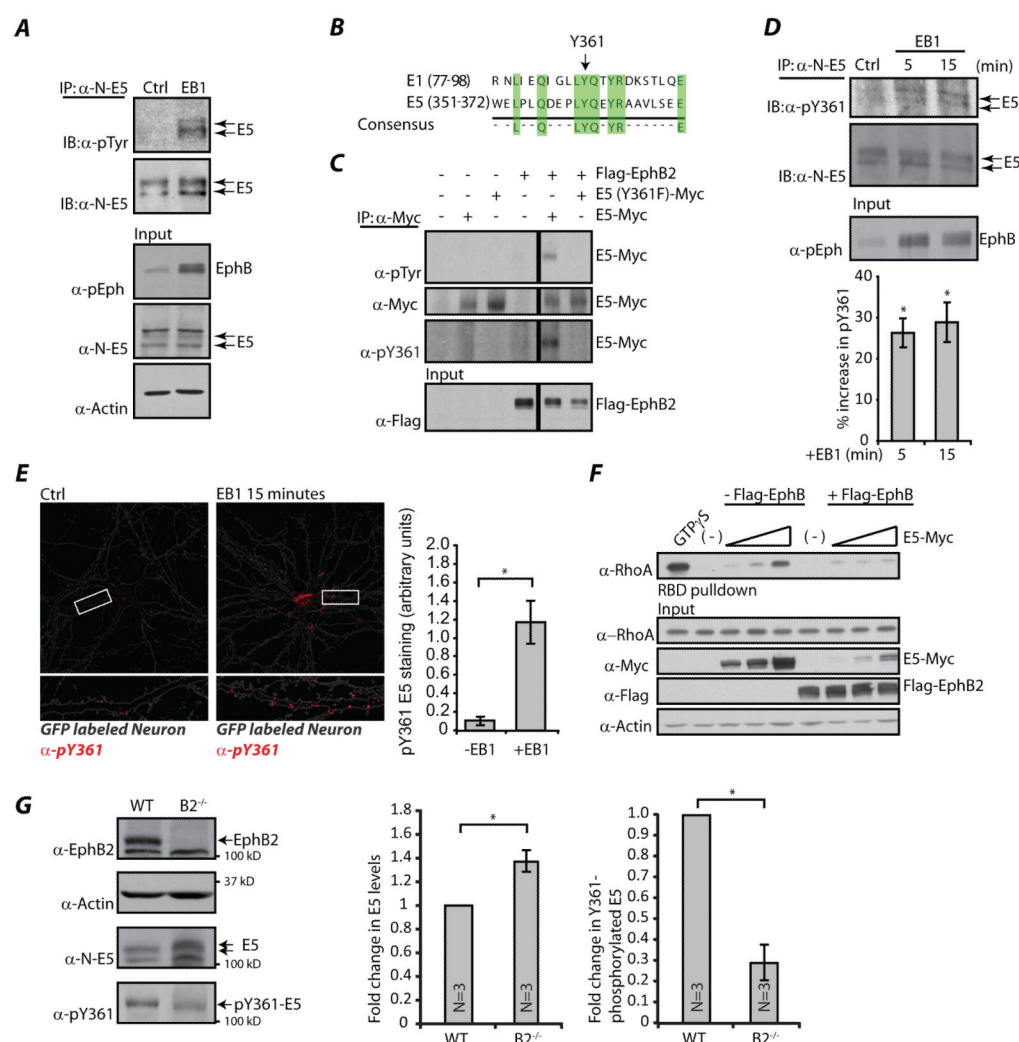 A
IP:α-N-E5 Ctrl EB1
IB:α-pTyr E5
IB:α-N-E5 E5
Input
α-pEph EphB
α-N-E5 E5
α-Actin
B
Y361
E1 (77-98) R N L I E Q I G L L Y Q T Y R D K S T L Q E
E5 (351-372) W E L P L Q D E P L Y Q E Y R A A V L S E E
Consensus - - L - - Q - - - L Y Q - Y R - - - - - - E
C
- - - + + + Flag-EphB2
- - + - - + E5 (Y361F)-Myc
IP:α-Myc - + - - + - E5-Myc
α-pTyr E5-Myc
α-Myc E5-Myc
α-pY361 E5-Myc
Input
α-Flag Flag-EphB2
D
EB1
IP:α-N-E5 Ctrl 5 15 (min)
IB:α-pY361 E5
IB:α-N-E5 E5
Input
α-pEph EphB
% increase in pY361
40
30
20
10
0
* *
+EB1 (min) 5 15
E
Ctrl EB1 15 minutes
GFP labeled Neuron GFP labeled Neuron
α-pY361 α-pY361
pY361 E5 staining (arbitrary units)
2.0
1.8
1.6
1.4
1.2
1.0
0.8
0.6
0.4
0.2
0
*
-EB1 +EB1
F
- Flag-EphB + Flag-EphB
GTPγS (-) (-) E5-Myc
α-RhoA
RBD pulldown
Input
α-RhoA
α-Myc E5-Myc
α-Flag Flag-EphB2
α-Actin
G
WT B2-/-
α-EphB2 EphB2
100 kD
37 kD
α-Actin
α-N-E5 E5
100 kD
α-pY361 pY361-E5
100 kD
Fold change in E5 levels
1.8
1.6
1.4
1.2
1
0.8
0.6
0.4
0.2
0
*
N=3 N=3
WT B2-/-
Fold change in Y361-
phosphorylated E5
1
0.9
0.8
0.7
0.6
0.5
0.4
0.3
0.2
0.1
0
*
N=3 N=3
WT B2-/-